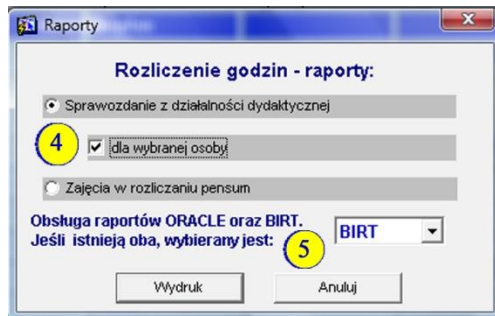 Raporty
Rozliczenie godzin - raporty:
Sprawozdanie z działalności dydaktycznej
4
dla wybranej osoby
Zajęcia w rozliczaniu pensum
Obsługa raportów ORACLE oraz BIRT.
Jeśli istnieją oba, wybierany jest:
5
BIRT
Wydruk
Anuluj